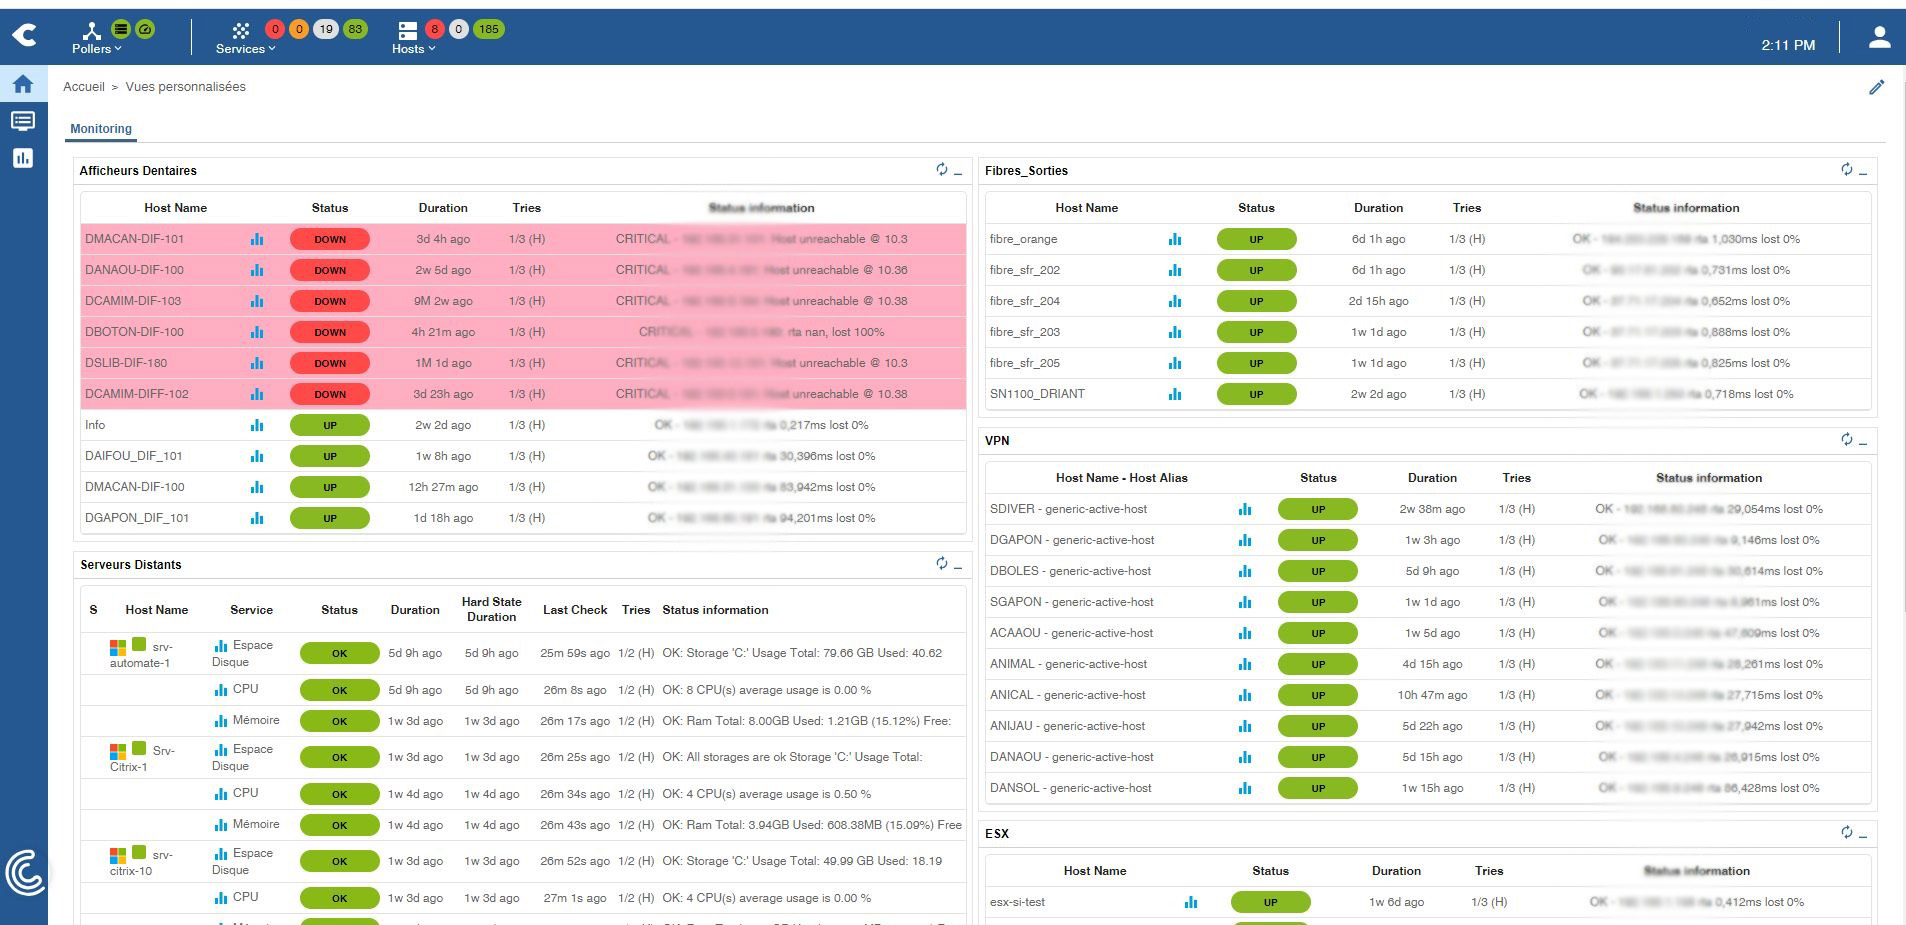 Pollers
Services 0 0 19 83
Hosts 8 0 185
2:11 PM
Accueil > Vues personnalisées
Monitoring
Afficheurs Dentaires
Host Name Status Duration Tries Status information
DMACAN-DIF-101 DOWN 3d 4h ago 1/3 (H) CRITICAL - Host unreachable @ 10.3
DANAOU-DIF-100 DOWN 2w 5d ago 1/3 (H) CRITICAL - Host unreachable @ 10.36
DCAMIM-DIF-103 DOWN 9M 2w ago 1/3 (H) CRITICAL - Host unreachable @ 10.38
DBOTON-DIF-100 DOWN 4h 21m ago 1/3 (H) CRITICAL - rta nan, lost 100%
DSLIB-DIF-180 DOWN 1M 1d ago 1/3 (H) CRITICAL - Host unreachable @ 10.3
DCAMIM-DIFF-102 DOWN 3d 23h ago 1/3 (H) CRITICAL - Host unreachable @ 10.38
Info UP 2w 2d ago 1/3 (H) OK - rta 0,217ms lost 0%
DAIFOU_DIF_101 UP 1w 8h ago 1/3 (H) OK - rta 30,396ms lost 0%
DMACAN-DIF-100 UP 12h 27m ago 1/3 (H) OK - rta 83,942ms lost 0%
DGAPON_DIF_101 UP 1d 18h ago 1/3 (H) OK - rta 94,201ms lost 0%
Serveurs Distants
S Host Name Service Status Duration Hard State Duration Last Check Tries Status information
srv-automate-1 Espace Disque OK 5d 9h ago 5d 9h ago 25m 59s ago 1/2 (H) OK: Storage 'C:' Usage Total: 79.66 GB Used: 40.62
CPU OK 5d 9h ago 5d 9h ago 26m 8s ago 1/2 (H) OK: 8 CPU(s) average usage is 0.00 %
Mémoire OK 1w 3d ago 1w 3d ago 26m 17s ago 1/2 (H) OK: Ram Total: 8.00GB Used: 1.21GB (15.12%) Free:
Srv-Citrix-1 Espace Disque OK 1w 3d ago 1w 3d ago 26m 25s ago 1/2 (H) OK: All storages are ok Storage 'C:' Usage Total:
CPU OK 1w 4d ago 1w 4d ago 26m 34s ago 1/2 (H) OK: 4 CPU(s) average usage is 0.50 %
Mémoire OK 1w 4d ago 1w 4d ago 26m 43s ago 1/2 (H) OK: Ram Total: 3.94GB Used: 608.38MB (15.09%) Free
srv-citrix-10 Espace Disque OK 1w 3d ago 1w 3d ago 26m 52s ago 1/2 (H) OK: Storage 'C:' Usage Total: 49.99 GB Used: 18.19
CPU OK 1w 3d ago 1w 3d ago 27m 1s ago 1/2 (H) OK: 4 CPU(s) average usage is 0.00 %
Fibres_Sorties
Host Name Status Duration Tries Status information
fibre_orange UP 6d 1h ago 1/3 (H) OK - rta 1,030ms lost 0%
fibre_sfr_202 UP 6d 1h ago 1/3 (H) OK - rta 0,731ms lost 0%
fibre_sfr_204 UP 2d 15h ago 1/3 (H) OK - rta 0,652ms lost 0%
fibre_sfr_203 UP 1w 1d ago 1/3 (H) OK - rta 0,888ms lost 0%
fibre_sfr_205 UP 1w 1d ago 1/3 (H) OK - rta 0,825ms lost 0%
SN1100_DRIANT UP 2w 2d ago 1/3 (H) OK - rta 0,718ms lost 0%
VPN
Host Name - Host Alias Status Duration Tries Status information
SDIVER - generic-active-host UP 2w 38m ago 1/3 (H) OK - rta 29,054ms lost 0%
DGAPON - generic-active-host UP 1w 3h ago 1/3 (H) OK - rta 9,146ms lost 0%
DBOLES - generic-active-host UP 5d 9h ago 1/3 (H) OK - rta lost 0%
SGAPON - generic-active-host UP 1w 1d ago 1/3 (H) OK - rta lost 0%
ACAAOU - generic-active-host UP 1w 5d ago 1/3 (H) OK - rta lost 0%
ANIMAL - generic-active-host UP 4d 15h ago 1/3 (H) OK - rta 28,261ms lost 0%
ANICAL - generic-active-host UP 10h 47m ago 1/3 (H) OK - rta 27,715ms lost 0%
ANIJAU - generic-active-host UP 5d 22h ago 1/3 (H) OK - rta 27,942ms lost 0%
DANAOU - generic-active-host UP 5d 15h ago 1/3 (H) OK - rta 26,915ms lost 0%
DANSOL - generic-active-host UP 1w 15h ago 1/3 (H) OK - rta 86,428ms lost 0%
ESX
Host Name Status Duration Tries Status information
esx-si-test UP 1w 6d ago 1/3 (H) OK - rta 0,412ms lost 0%